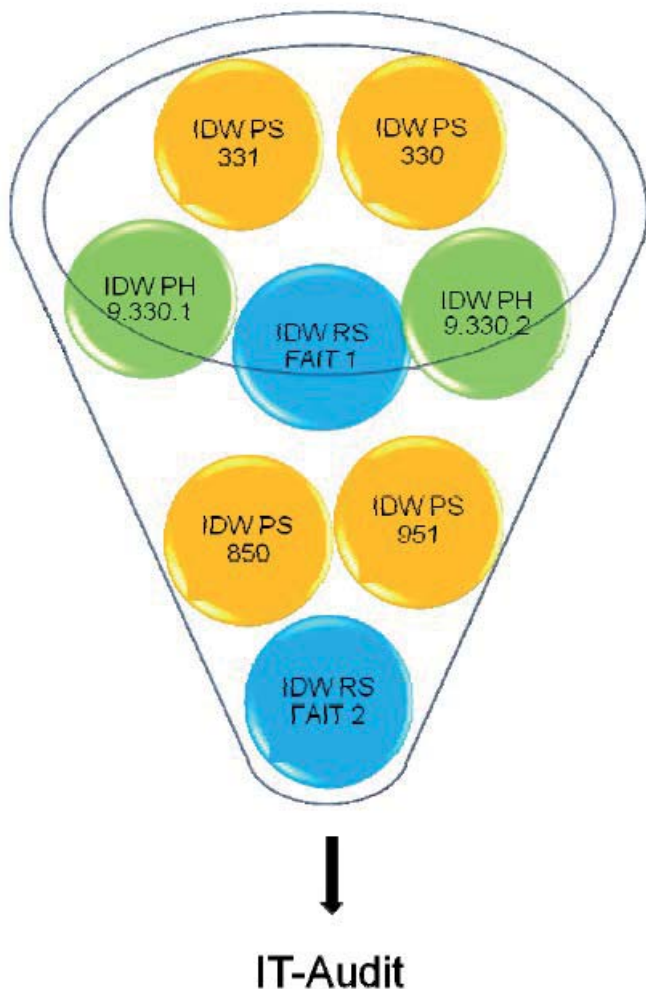 IDW PS
331
IDW PS
330
IDW PH
9.330.1
IDW RS
FAIT 1
IDW PH
9.330.2
IDW PS
850
IDW PS
951
IDW RS
FAIT 2
IT-Audit